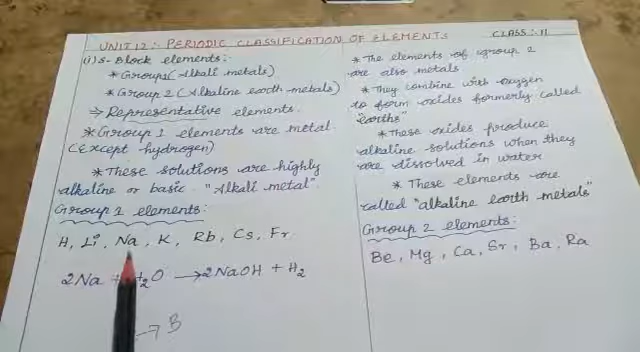 UNIT 12:- PERIODIC CLASSIFICATION OF ELEMENTS
CLASS: 11
(i) S-Block elements:
* Group 1 (Alkali metals)
* Group 2 (Alkaline earth metals)
⇒ Representative elements.
* Group 1 elements are metal
(Except hydrogen)
* These solutions are highly
alkaline or basic. "Alkali metal".
Group 1 elements:
H, Li, Na, K, Rb, Cs, Fr
2Na + H2O → 2NaOH + H2
→ B
* The elements of group 2
are also metals
* They combine with oxygen
to form oxides formerly called
"earths"
* These oxides produce
alkaline solutions when they
are dissolved in water
* These elements are
called "alkaline earth metals"
Group 2 elements:
Be, Mg, Ca, Sr, Ba, Ra